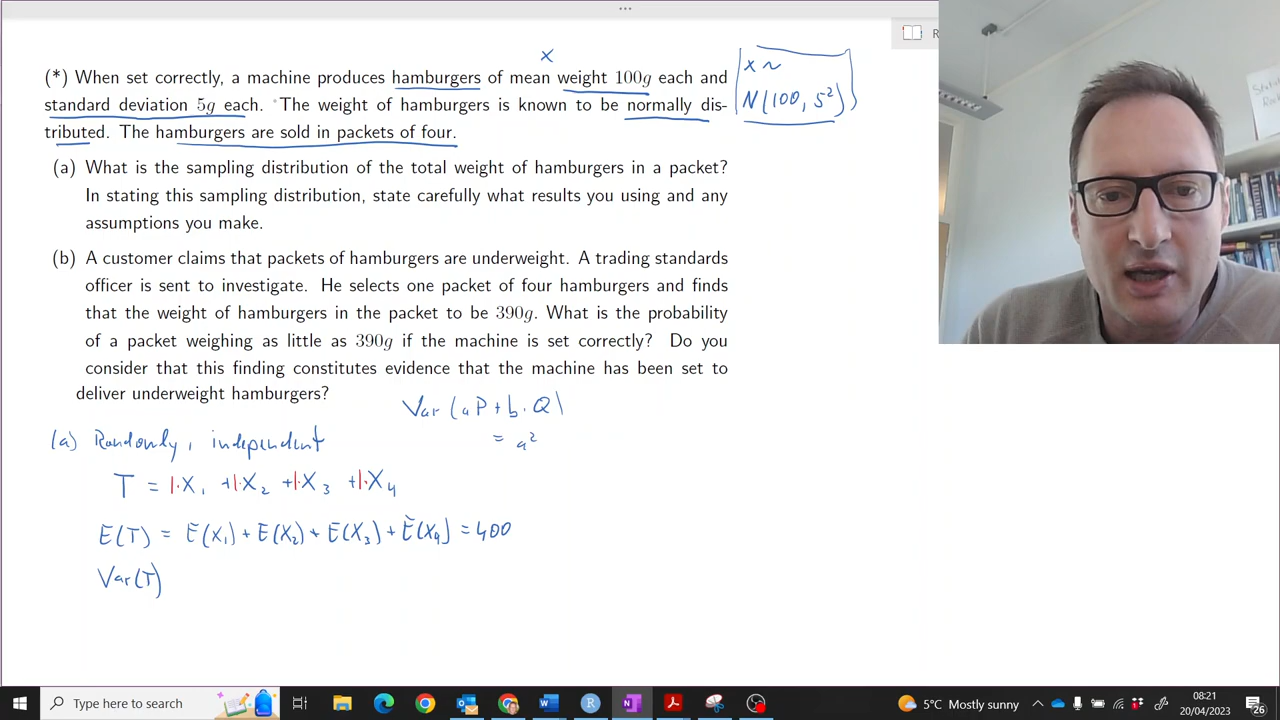 X
(*) When set correctly, a machine produces hamburgers of mean weight 100g each and
standard deviation 5g each. The weight of hamburgers is known to be normally dis-
tributed. The hamburgers are sold in packets of four.
X ~
N(100, 5²)
(a) What is the sampling distribution of the total weight of hamburgers in a packet?
In stating this sampling distribution, state carefully what results you using and any
assumptions you make.
(b) A customer claims that packets of hamburgers are underweight. A trading standards
officer is sent to investigate. He selects one packet of four hamburgers and finds
that the weight of hamburgers in the packet to be 390g. What is the probability
of a packet weighing as little as 390g if the machine is set correctly? Do you
consider that this finding constitutes evidence that the machine has been set to
deliver underweight hamburgers?
Var (aP + b. Q)
= a²
(a) Randomly, independent
T = 1·X₁ + 1·X₂ + 1·X₃ + 1·X₄
E(T) = E(X₁) + E(X₂) + E(X₃) + E(X₄) = 400
Var(T)
Type here to search
5°C Mostly sunny
08:21
20/04/2023
26